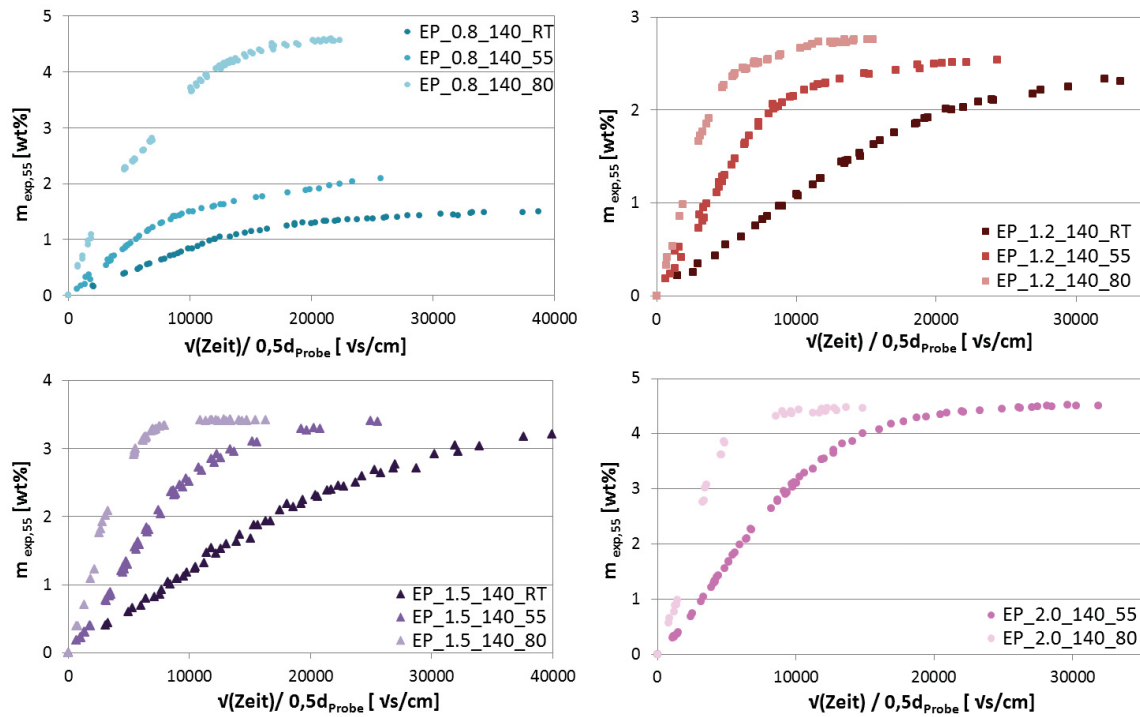 5
4
3
2
1
0
m exp,55 [wt%]
EP_0.8_140_RT
EP_0.8_140_55
EP_0.8_140_80
0 10000 20000 30000 40000
√(Zeit)/ 0,5dProbe [ √s/cm]
3
2
1
0
m exp,55 [wt%]
EP_1.2_140_RT
EP_1.2_140_55
EP_1.2_140_80
0 10000 20000 30000
√(Zeit) / 0,5dProbe [ √s/cm]
4
3
2
1
0
m exp,55 [wt%]
EP_1.5_140_RT
EP_1.5_140_55
EP_1.5_140_80
0 10000 20000 30000 40000
√(Zeit) / 0,5dProbe [ √s/cm]
5
4
3
2
1
0
m exp,55 [wt%]
EP_2.0_140_55
EP_2.0_140_80
0 10000 20000 30000
√(Zeit) / 0,5dProbe [ √s/cm]